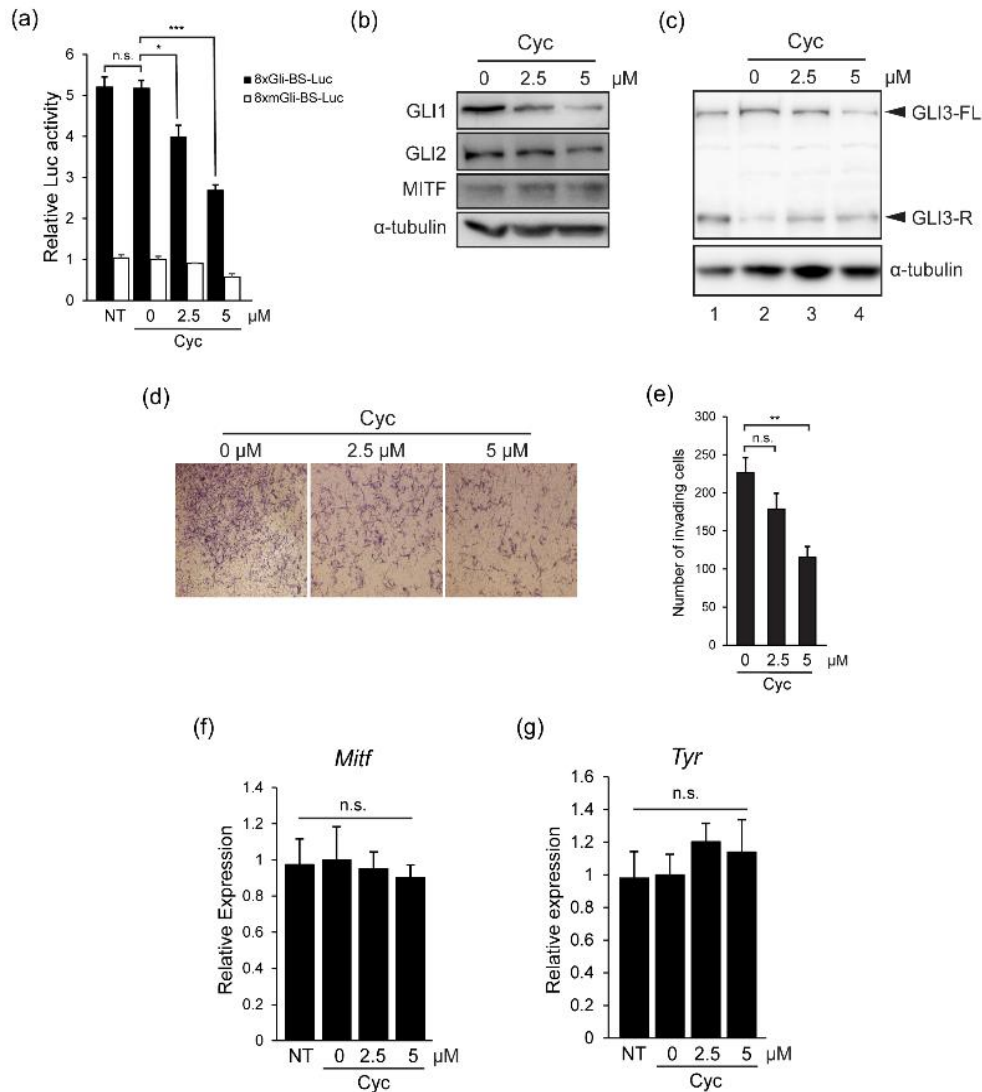 (a)
***
*
n.s.
8xGli-BS-Luc
8xmGli-BS-Luc
Relative Luc activity
6
5
4
3
2
1
0
NT 0 2.5 5 µM
Cyc
(b)
Cyc
0 2.5 5 µM
GLI1
GLI2
MITF
α-tubulin
(c)
Cyc
0 2.5 5 µM
GLI3-FL
GLI3-R
α-tubulin
1 2 3 4
(d)
Cyc
0 µM 2.5 µM 5 µM
(e)
**
n.s.
Number of invading cells
300
250
200
150
100
50
0
0 2.5 5 µM
Cyc
(f)
Mitf
n.s.
Relative Expression
1.4
1.2
1
0.8
0.6
0.4
0.2
0
NT 0 2.5 5 µM
Cyc
(g)
Tyr
n.s.
Relative expression
1.6
1.4
1.2
1
0.8
0.6
0.4
0.2
0
NT 0 2.5 5 µM
Cyc